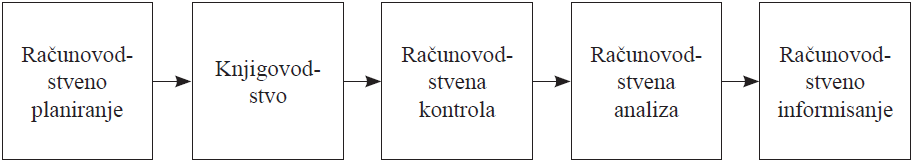 Računovod-
stveno
planiranje
Knjigovod-
stvo
Računovod-
stvena
kontrola
Računovod-
stvena
analiza
Računovod-
stveno
informisanje